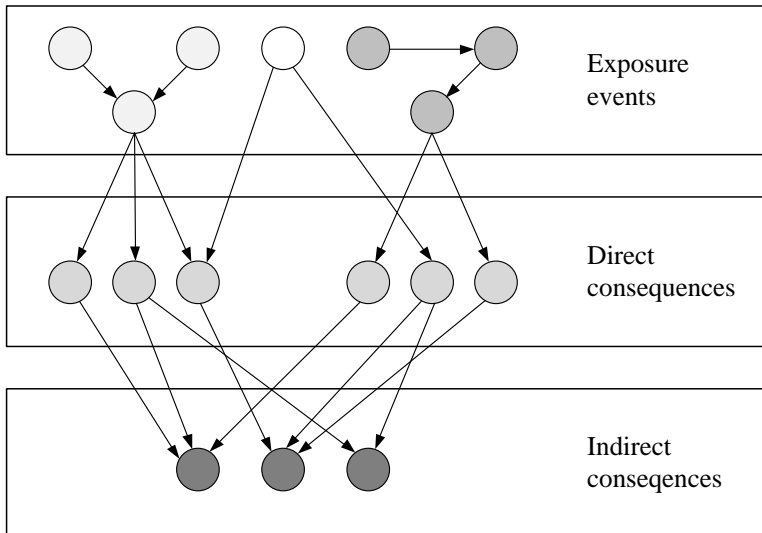 Exposure
events
Direct
consequences
Indirect
conseqences